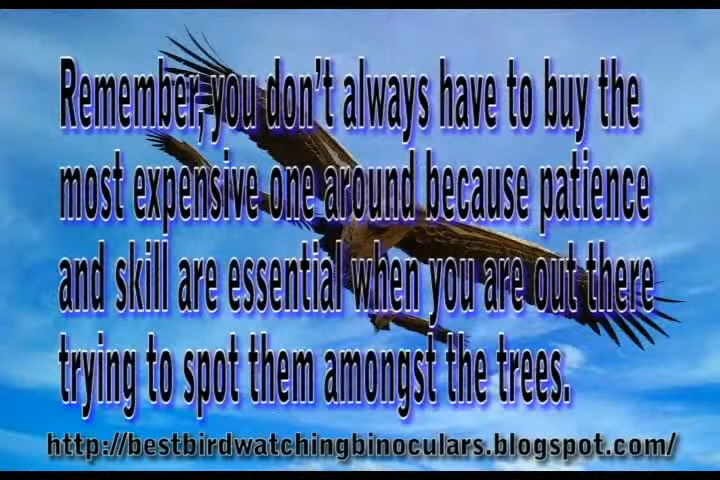 Remember, you don't always have to buy the
most expensive one around because patience
and skill are essential when you are out there
trying to spot them amongst the trees.
http://bestbirdwatchingbinoculars.blogspot.com/